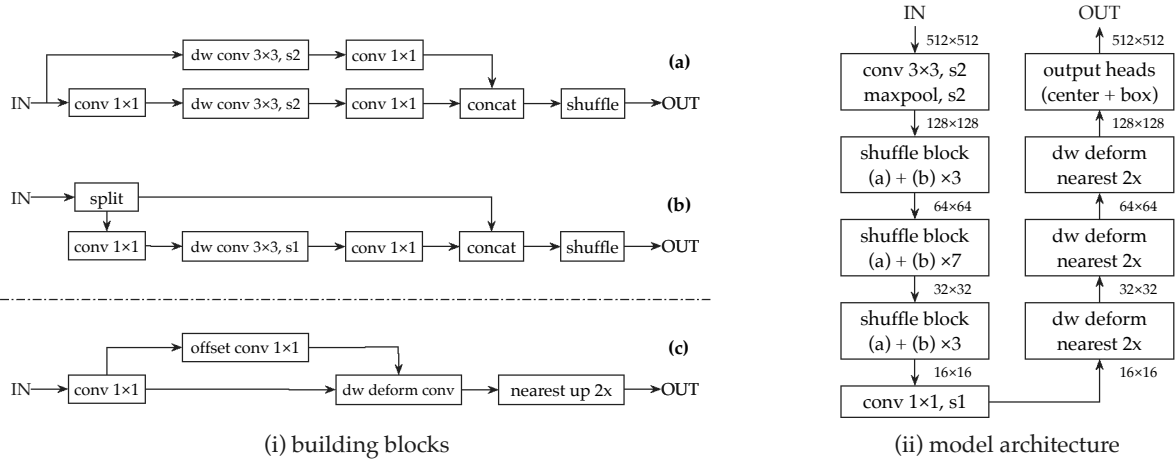 dw conv 3×3, s2
conv 1×1
(a)
IN
conv 1×1
dw conv 3×3, s2
conv 1×1
concat
shuffle
OUT
IN
split
(b)
conv 1×1
dw conv 3×3, s1
conv 1×1
concat
shuffle
OUT
offset conv 1×1
(c)
IN
conv 1×1
dw deform conv
nearest up 2x
OUT
(i) building blocks
IN
512×512
conv 3×3, s2
maxpool, s2
128×128
shuffle block
(a) + (b) ×3
64×64
shuffle block
(a) + (b) ×7
32×32
shuffle block
(a) + (b) ×3
16×16
conv 1×1, s1
OUT
512×512
output heads
(center + box)
128×128
dw deform
nearest 2x
64×64
dw deform
nearest 2x
32×32
dw deform
nearest 2x
16×16
(ii) model architecture